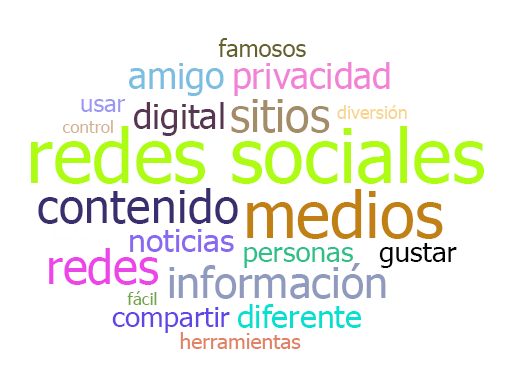 famosos
amigo privacidad
usar digital sitios diversión
control
redes sociales
contenido medios
noticias personas gustar
redes información
fácil
compartir diferente
herramientas